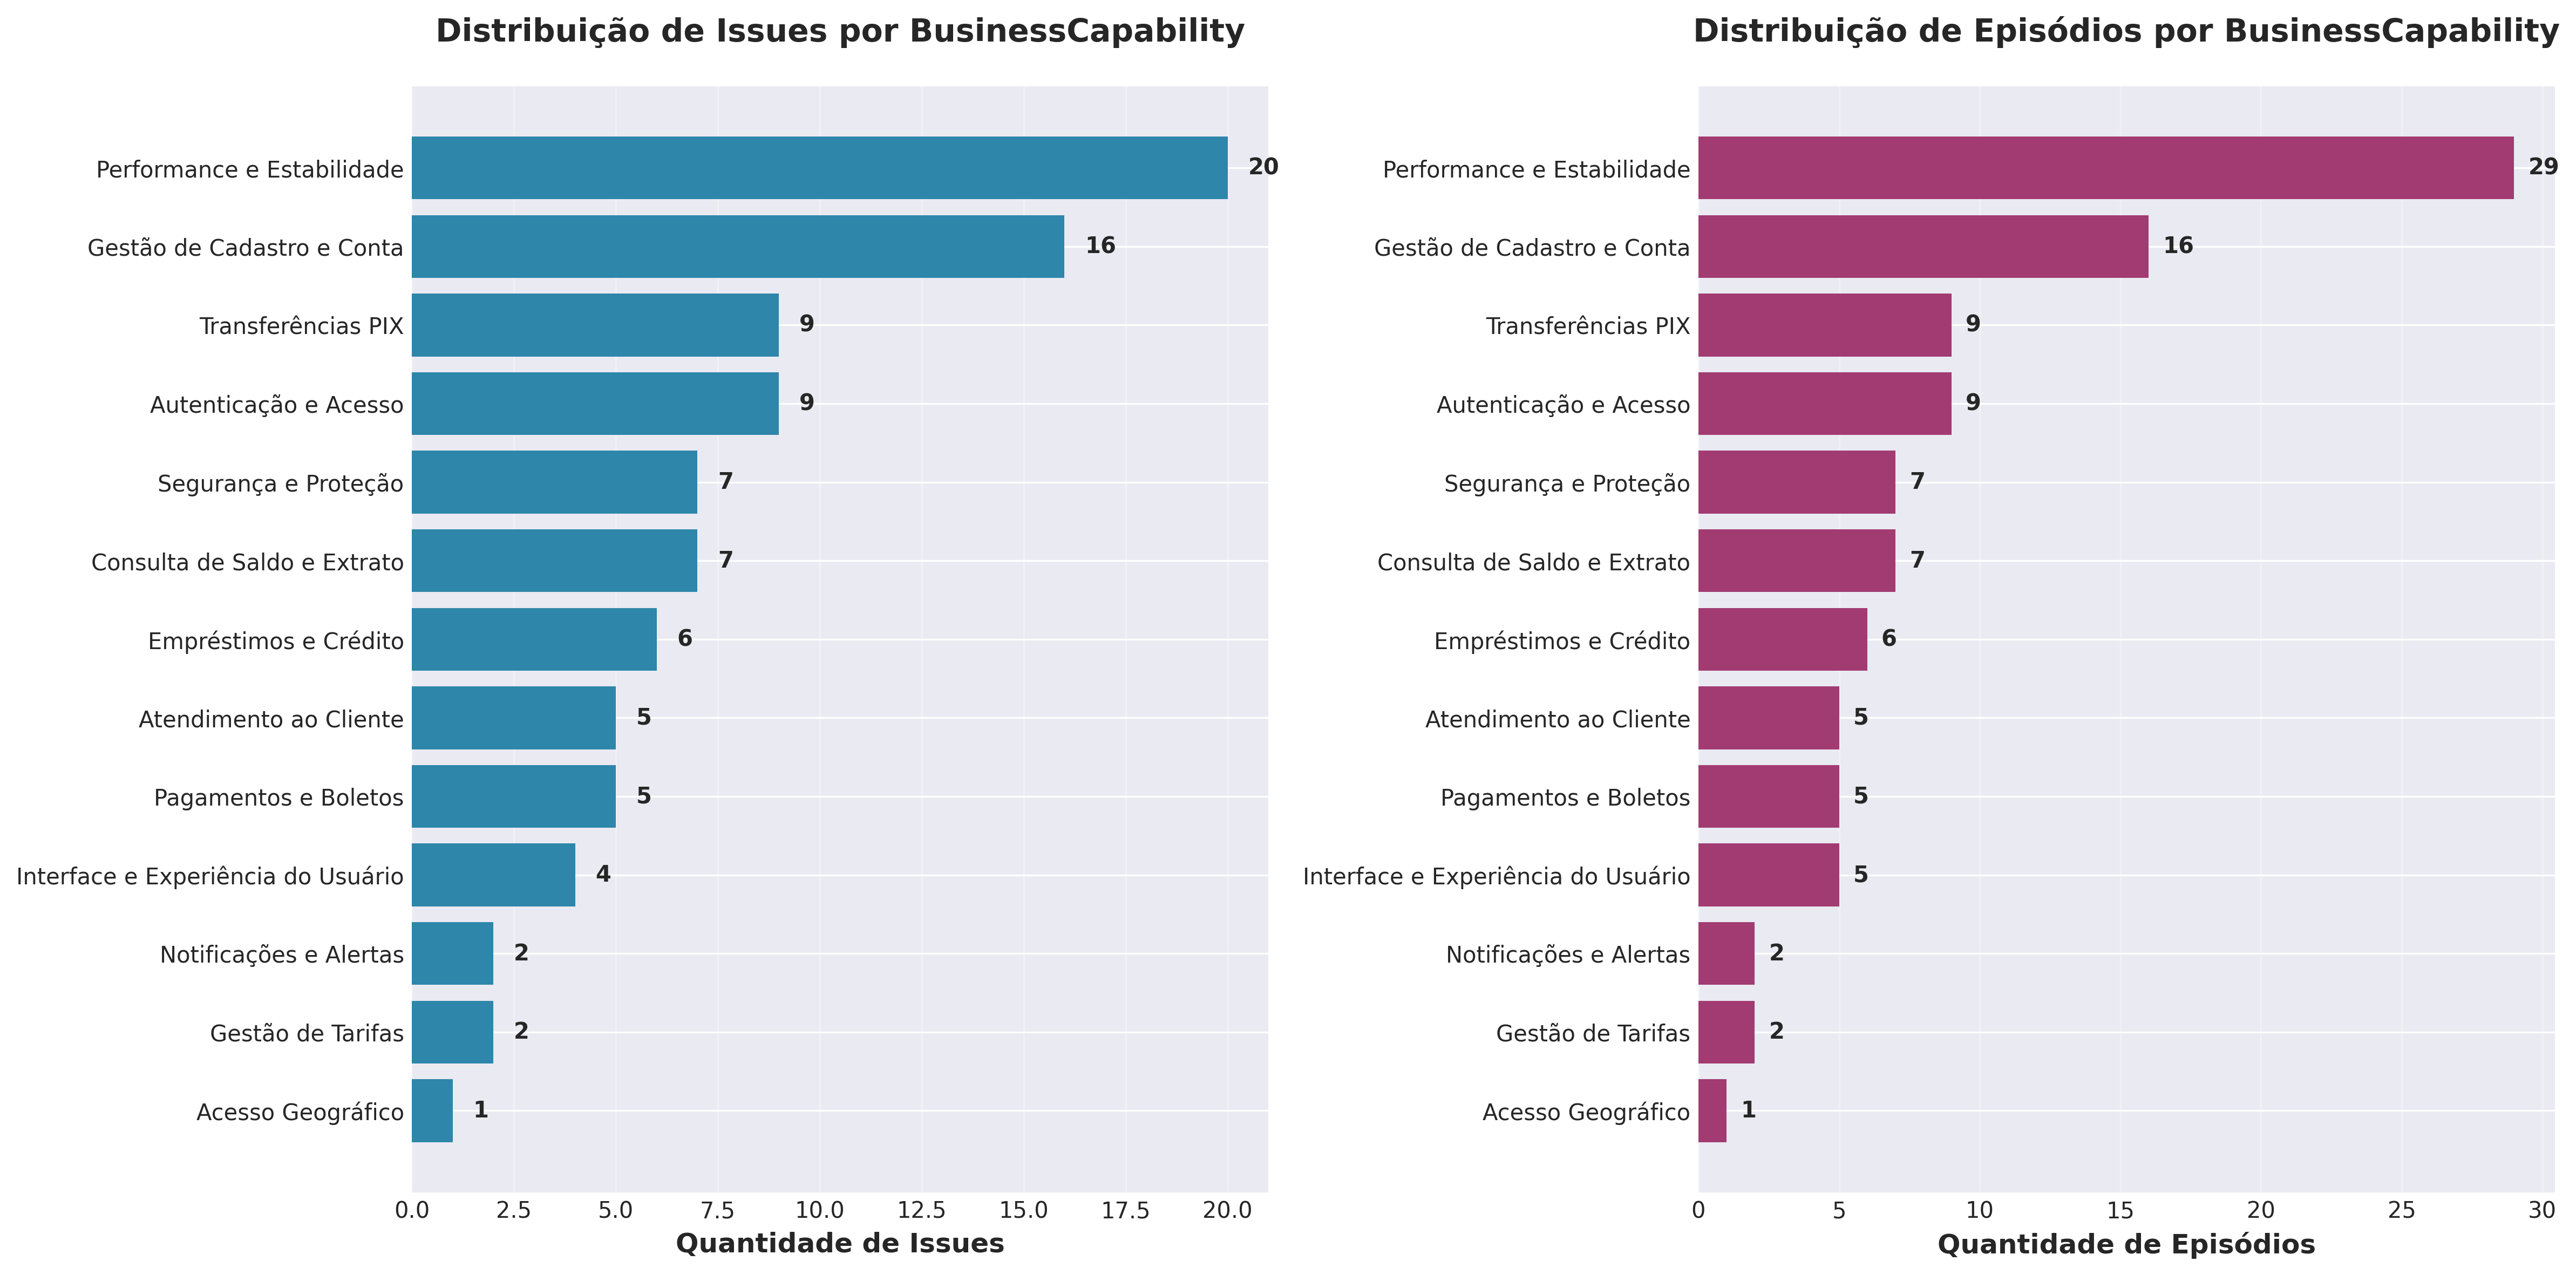 Distribuição de Issues por BusinessCapability
Performance e Estabilidade 20
Gestão de Cadastro e Conta 16
Transferências PIX 9
Autenticação e Acesso 9
Segurança e Proteção 7
Consulta de Saldo e Extrato 7
Empréstimos e Crédito 6
Atendimento ao Cliente 5
Pagamentos e Boletos 5
Interface e Experiência do Usuário 4
Notificações e Alertas 2
Gestão de Tarifas 2
Acesso Geográfico 1
0.0 2.5 5.0 7.5 10.0 12.5 15.0 17.5 20.0
Quantidade de Issues
Distribuição de Episódios por BusinessCapability
Performance e Estabilidade 29
Gestão de Cadastro e Conta 16
Transferências PIX 9
Autenticação e Acesso 9
Segurança e Proteção 7
Consulta de Saldo e Extrato 7
Empréstimos e Crédito 6
Atendimento ao Cliente 5
Pagamentos e Boletos 5
Interface e Experiência do Usuário 5
Notificações e Alertas 2
Gestão de Tarifas 2
Acesso Geográfico 1
0 5 10 15 20 25 30
Quantidade de Episódios